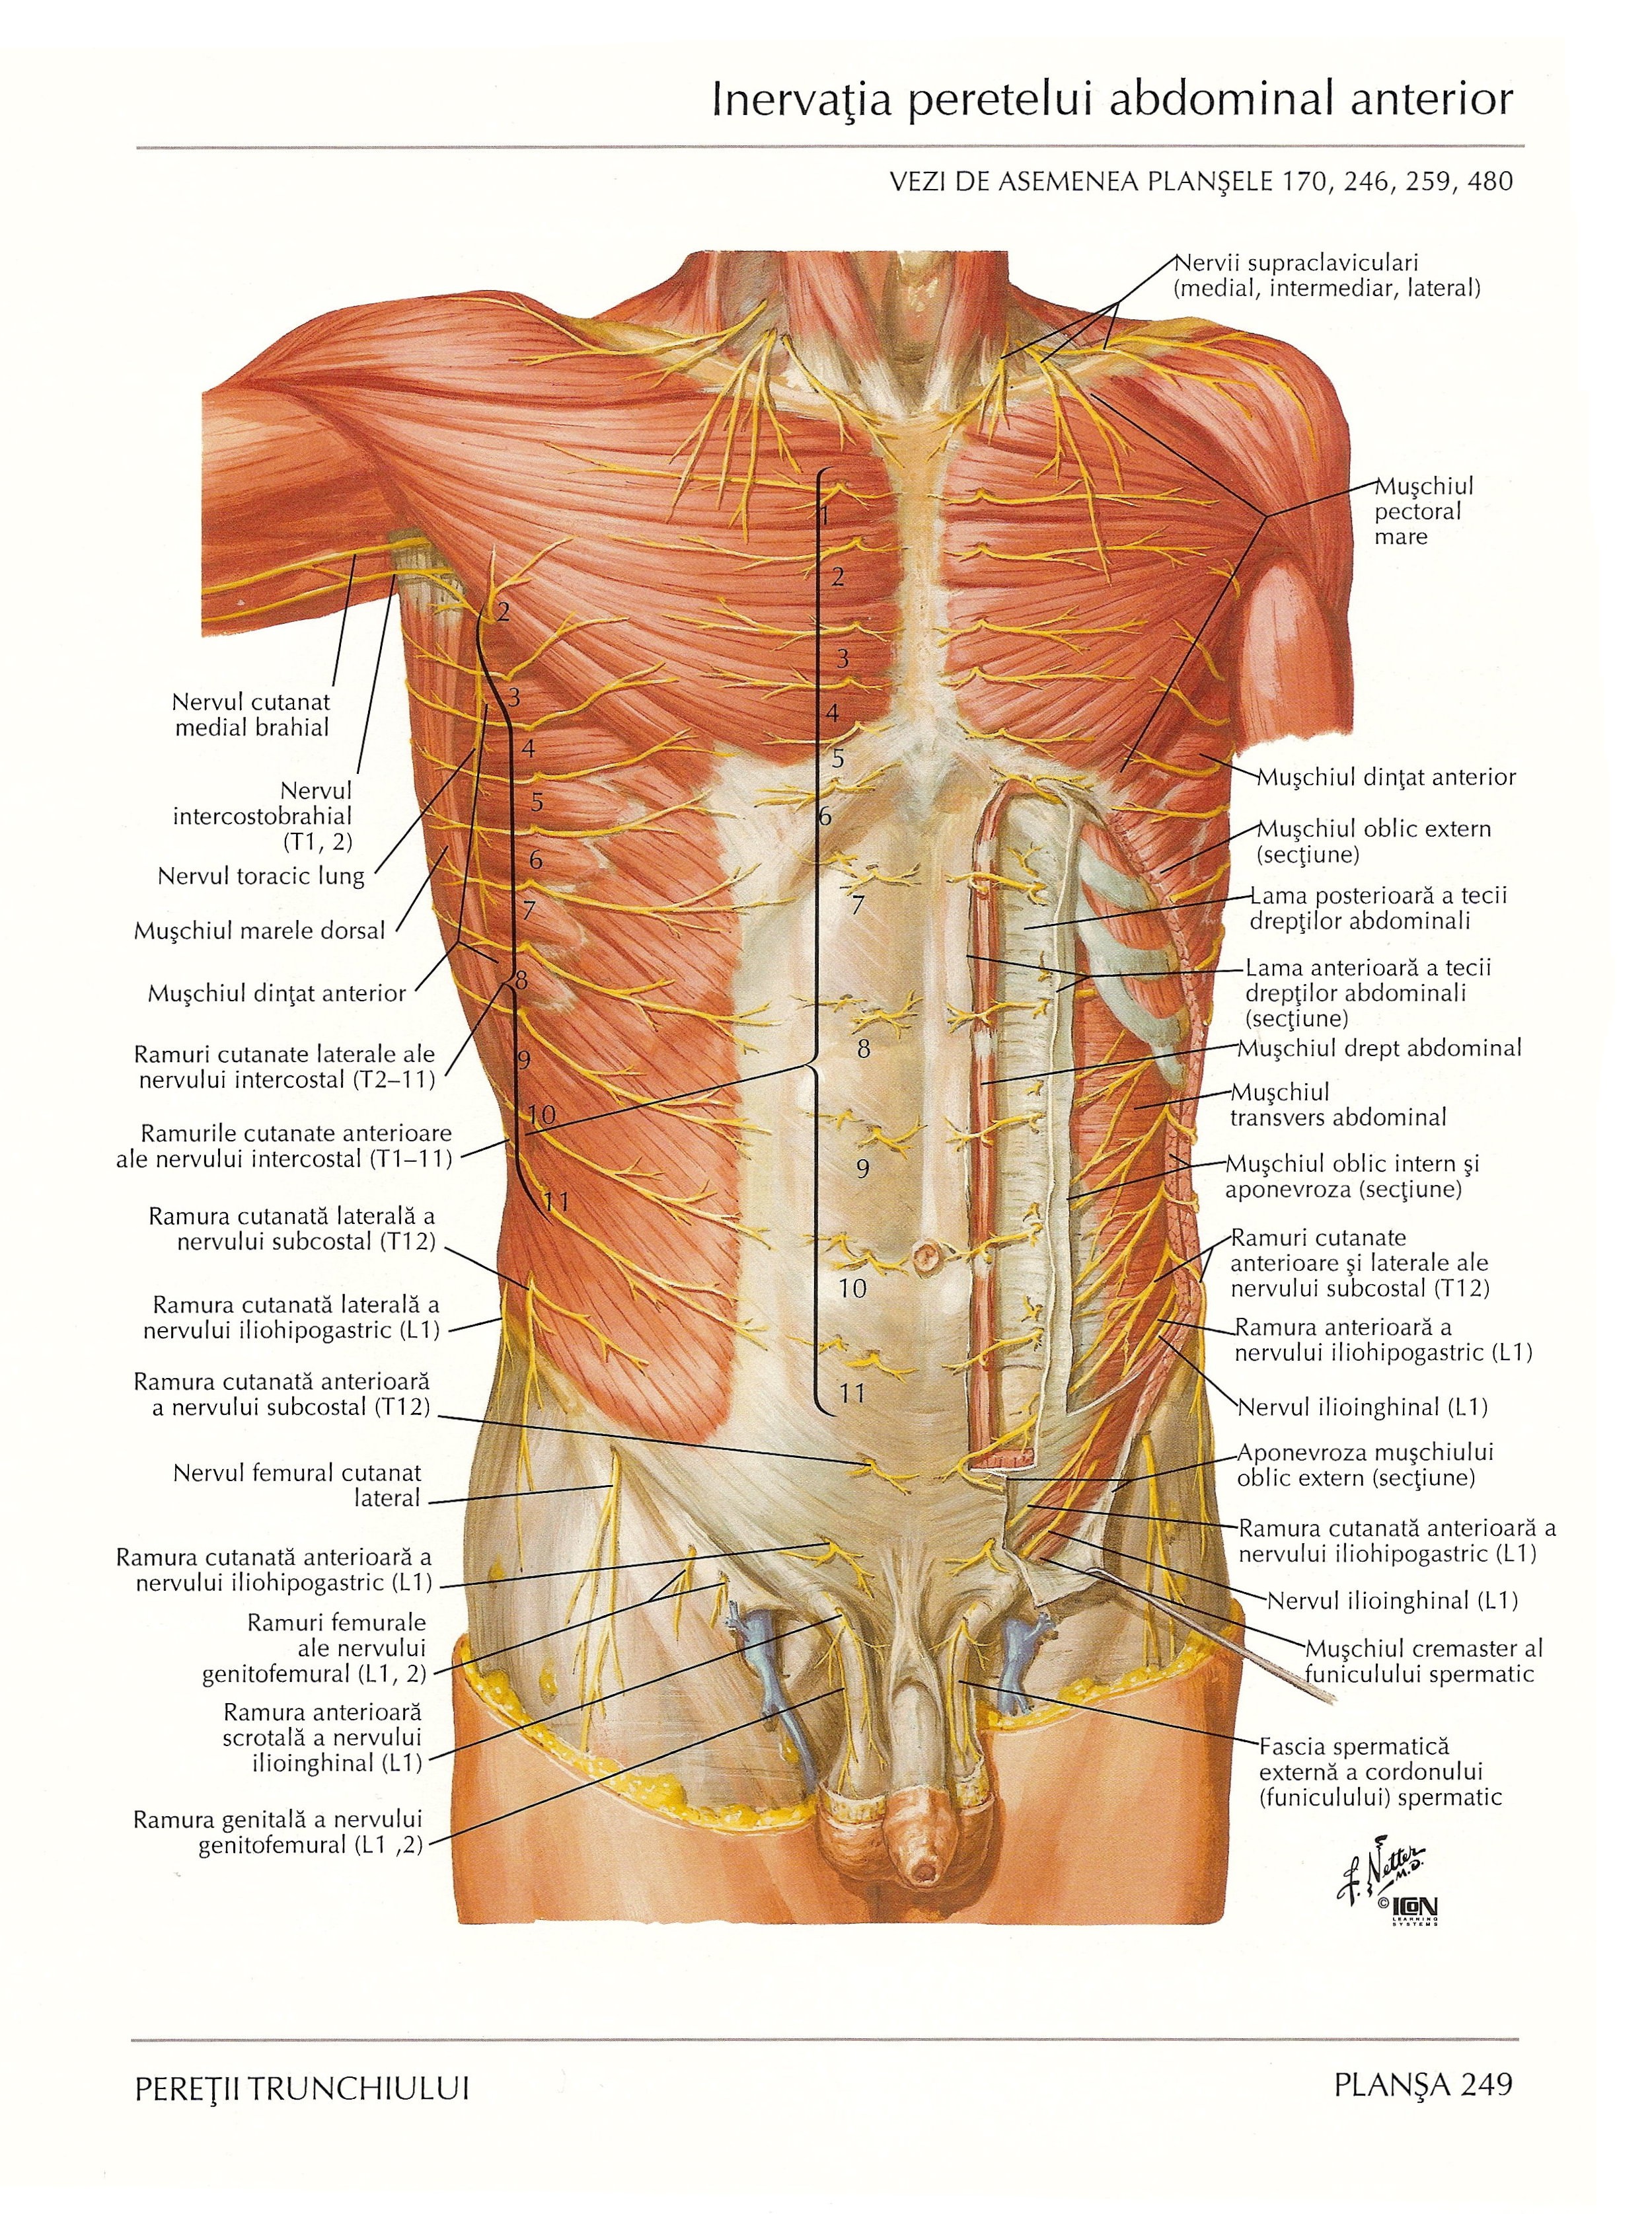 Inervaţia peretelui abdominal anterior
VEZI DE ASEMENEA PLANŞELE 170, 246, 259, 480
Nervii supraclaviculari
(medial, intermediar, lateral)
Muşchiul
pectoral
mare
Muşchiul dinţat anterior
Muşchiul oblic extern
(secţiune)
Lama posterioară a tecii
drepţilor abdominali
Lama anterioară a tecii
drepţilor abdominali
(secţiune)
Muşchiul drept abdominal
Muşchiul
transvers abdominal
Muşchiul oblic intern şi
aponevroza (secţiune)
Ramuri cutanate
anterioare şi laterale ale
nervului subcostal (T12)
Ramura anterioară a
nervului iliohipogastric (L1)
Nervul ilioinghinal (L1)
Aponevroza muşchiului
oblic extern (secţiune)
Ramura cutanată anterioară a
nervului iliohipogastric (L1)
Nervul ilioinghinal (L1)
Muşchiul cremaster al
funiculului spermatic
Fascia spermatică
externă a cordonului
(funiculului) spermatic
Nervul cutanat
medial brahial
Nervul
intercostobrahial
(T1, 2)
Nervul toracic lung
Muşchiul marele dorsal
Muşchiul dinţat anterior
Ramuri cutanate laterale ale
nervului intercostal (T2–11)
Ramurile cutanate anterioare
ale nervului intercostal (T1–11)
Ramura cutanată laterală a
nervului subcostal (T12)
Ramura cutanată laterală a
nervului iliohipogastric (L1)
Ramura cutanată anterioară
a nervului subcostal (T12)
Nervul femural cutanat
lateral
Ramura cutanată anterioară a
nervului iliohipogastric (L1)
Ramuri femurale
ale nervului
genitofemural (L1, 2)
Ramura anterioară
scrotală a nervului
ilioinghinal (L1)
Ramura genitală a nervului
genitofemural (L1 ,2)
2
3
4
5
6
7
8
9
10
11
1
2
3
4
5
6
7
8
9
10
11
F. Netter
M.D.
© ICON
LEARNING
SYSTEMS
PEREŢII TRUNCHIULUI
PLANŞA 249